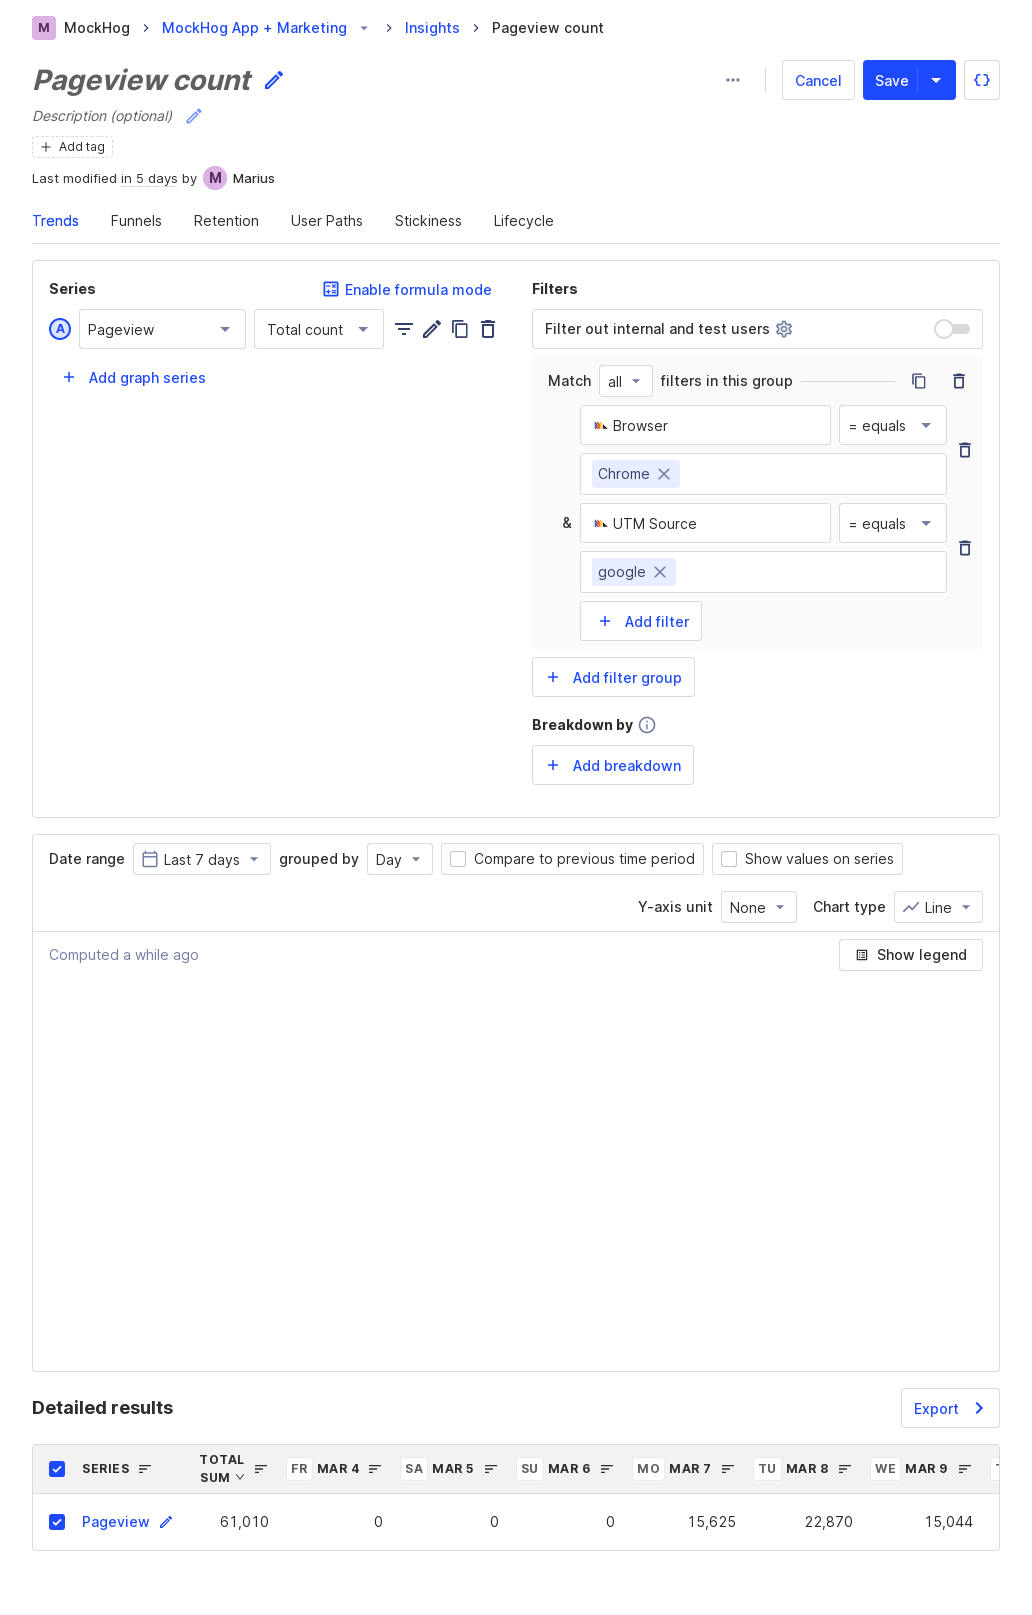 M MockHog MockHog App + Marketing Insights Pageview count
Pageview count
Cancel Save
Description (optional)
Add tag
Last modified in 5 days by M Marius
Trends Funnels Retention User Paths Stickiness Lifecycle
Series Enable formula mode
A Pageview Total count
Add graph series
Filters
Filter out internal and test users
Match all filters in this group
Browser = equals
Chrome
& UTM Source = equals
google
Add filter
Add filter group
Breakdown by
Add breakdown
Date range Last 7 days grouped by Day Compare to previous time period Show values on series
Y-axis unit None Chart type Line
Computed a while ago Show legend
Detailed results Export
SERIES TOTAL SUM FR MAR 4 SA MAR 5 SU MAR 6 MO MAR 7 TU MAR 8 WE MAR 9
Pageview 61,010 0 0 0 15,625 22,870 15,044